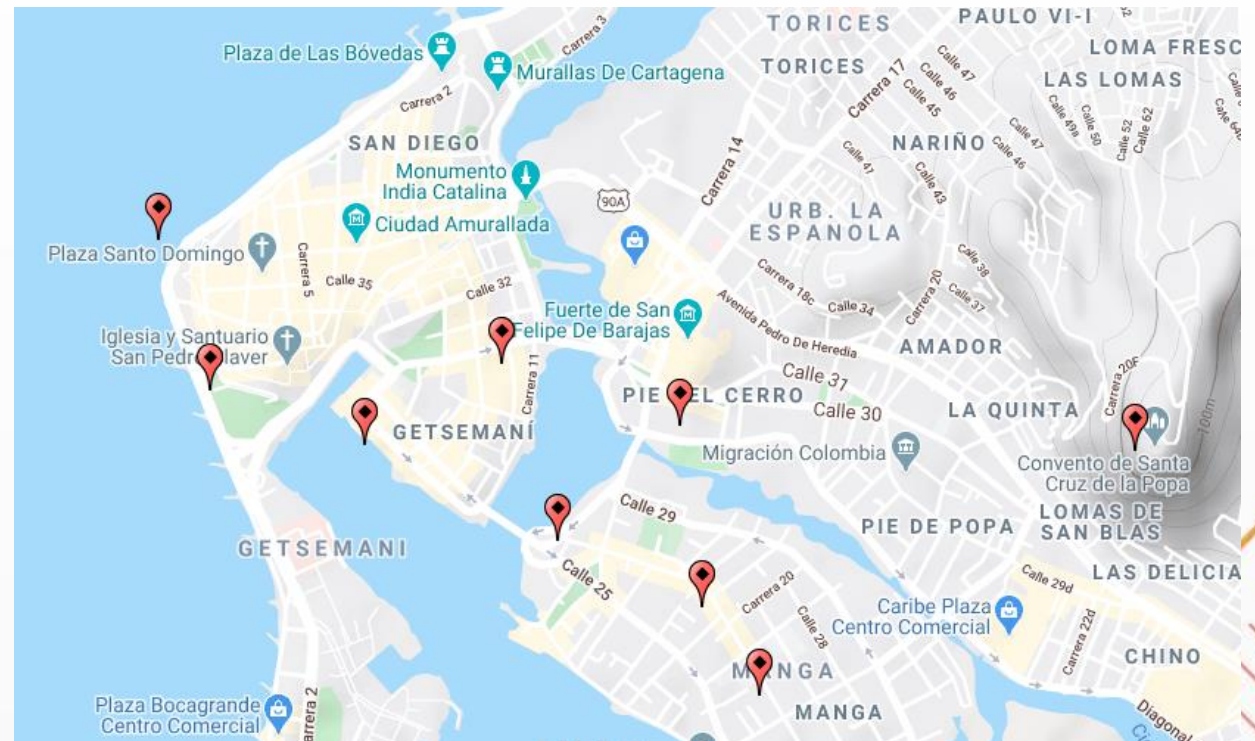 PAULO VI-I
TORICES
LOMA FRESC
Plaza de Las Bóvedas
Carrera 3
TORICES
Calle 47
Murallas De Cartagena
LAS LOMAS
Carrera 17
Calle 46
Carrera 2
Calle 45
Calle 49a
Calle 50
Calle 52
Calle 62
SAN DIEGO
NARIÑO
Calle 47
Calle 46
Carrera 14
Calle 47
Monumento
India Catalina
Calle 43
90A
URB. LA
ESPANOLA
Ciudad Amurallada
Plaza Santo Domingo
Carrera 5
Calle 35
Calle 32
Carrera 18c
Calle 34
Carrera 20
Calle 38
Calle 37
Fuerte de San
Felipe De Barajas
Avenida Pedro De Heredia
Iglesia y Santuario
San Pedro Claver
AMADOR
Carrera 11
Calle 31
Carrera 20F
PIE DEL CERRO
Calle 30
LA QUINTA
100m
GETSEMANÍ
Migración Colombia
Convento de Santa
Cruz de la Popa
Calle 29
LOMAS DE
SAN BLAS
PIE DE POPA
GETSEMANI
Calle 25
Calle 29d
LAS DELICIA
Carrera 20
Caribe Plaza
Centro Comercial
Calle 28
Carrera 22d
CHINO
MANGA
Plaza Bocagrande
Centro Comercial
Carrera 2
MANGA
Diagonal